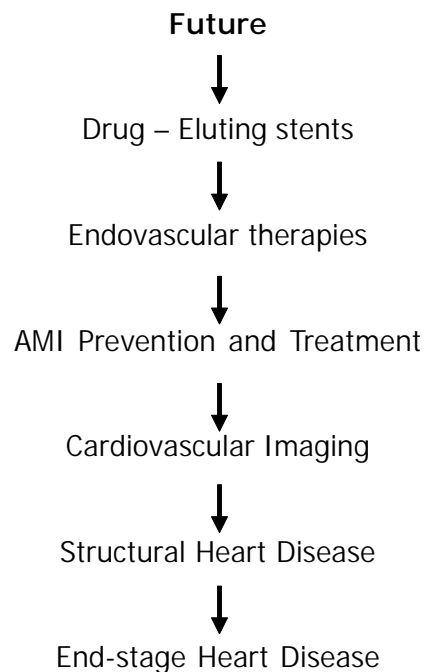 Future
Drug – Eluting stents
Endovascular therapies
AMI Prevention and Treatment
Cardiovascular Imaging
Structural Heart Disease
End-stage Heart Disease